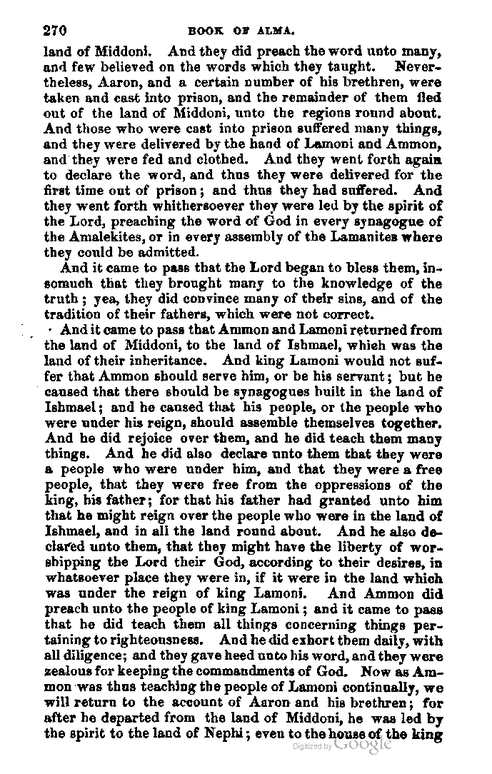 270 BOOK OF ALMA.
land of Middoni. And they did preach the word unto many,
and few believed on the words which they taught. Never-
theless, Aaron, and a certain number of his brethren, were
taken and cast into prison, and the remainder of them fled
out of the land of Middoni, unto the regions round about.
And those who were cast into prison suffered many things,
and they were delivered by the hand of Lamoni and Ammon,
and they were fed and clothed. And they went forth again
to declare the word, and thus they were delivered for the
first time out of prison; and thus they had suffered. And
they went forth whithersoever they were led by the spirit of
the Lord, preaching the word of God in every synagogue of
the Amalekites, or in every assembly of the Lamanites where
they could be admitted.
And it came to pass that the Lord began to bless them, in-
somuch that they brought many to the knowledge of the
truth; yea, they did convince many of their sins, and of the
tradition of their fathers, which were not correct.
And it came to pass that Ammon and Lamoni returned from
the land of Middoni, to the land of Ishmael, which was the
land of their inheritance. And king Lamoni would not suf-
fer that Ammon should serve him, or be his servant; but he
caused that there should be synagogues built in the land of
Ishmael; and he caused that his people, or the people who
were under his reign, should assemble themselves together.
And he did rejoice over them, and he did teach them many
things. And he did also declare unto them that they were
a people who were under him, and that they were a free
people, that they were free from the oppressions of the
king, his father; for that his father had granted unto him
that he might reign over the people who were in the land of
Ishmael, and in all the land round about. And he also de-
clared unto them, that they might have the liberty of wor-
shipping the Lord their God, according to their desires, in
whatsoever place they were in, if it were in the land which
was under the reign of king Lamoni. And Ammon did
preach unto the people of king Lamoni; and it came to pass
that he did teach them all things concerning things per-
taining to righteousness. And he did exhort them daily, with
all diligence; and they gave heed unto his word, and they were
zealous for keeping the commandments of God. Now as Am-
mon was thus teaching the people of Lamoni continually, we
will return to the account of Aaron and his brethren; for
after he departed from the land of Middoni, he was led by
the spirit to the land of Nephi; even to the house of the king
Digitized by Google